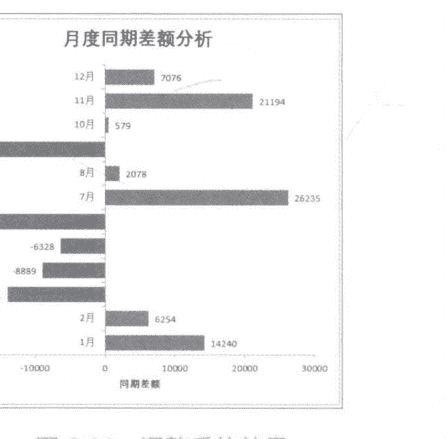 月度同期差额分析
12月 7076
11月 21194
10月 579
8月 2078
7月 26235
-6328
-8889
2月 6254
1月 14240
-10000 0 10000 20000 30000
同期差额